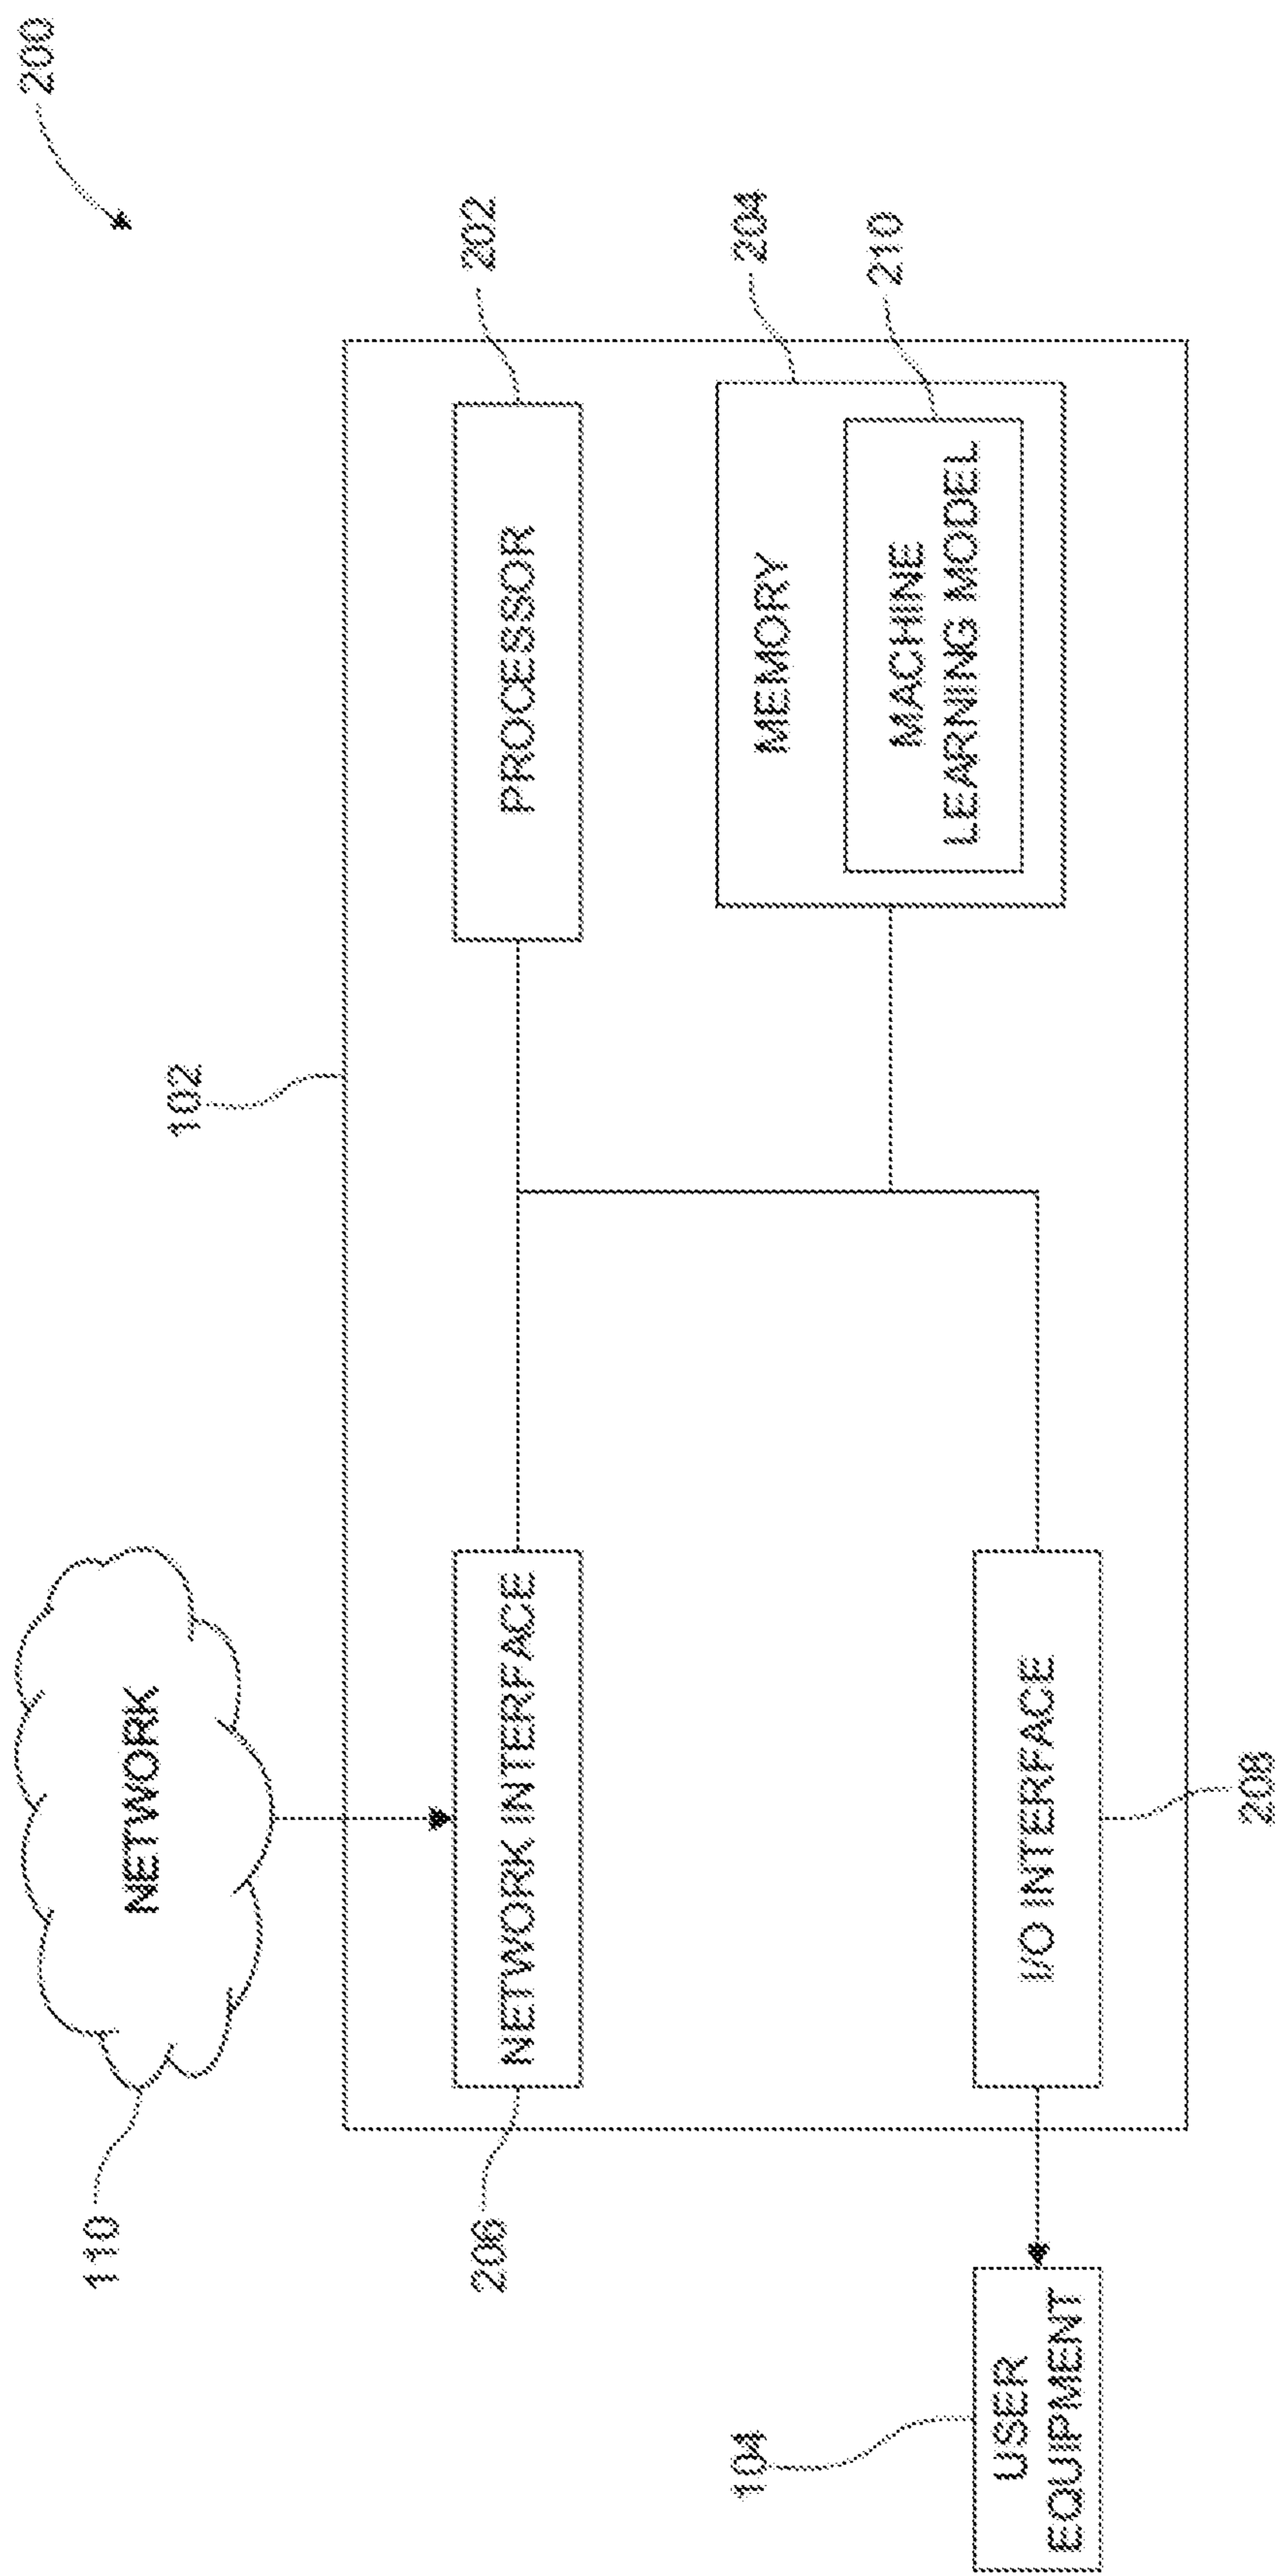 200
110
NETWORK
102
206
NETWORK INTERFACE
PROCESSOR
202
MEMORY
204
MACHINE
LEARNING MODEL
210
104
USER
EQUIPMENT
I/O INTERFACE
208